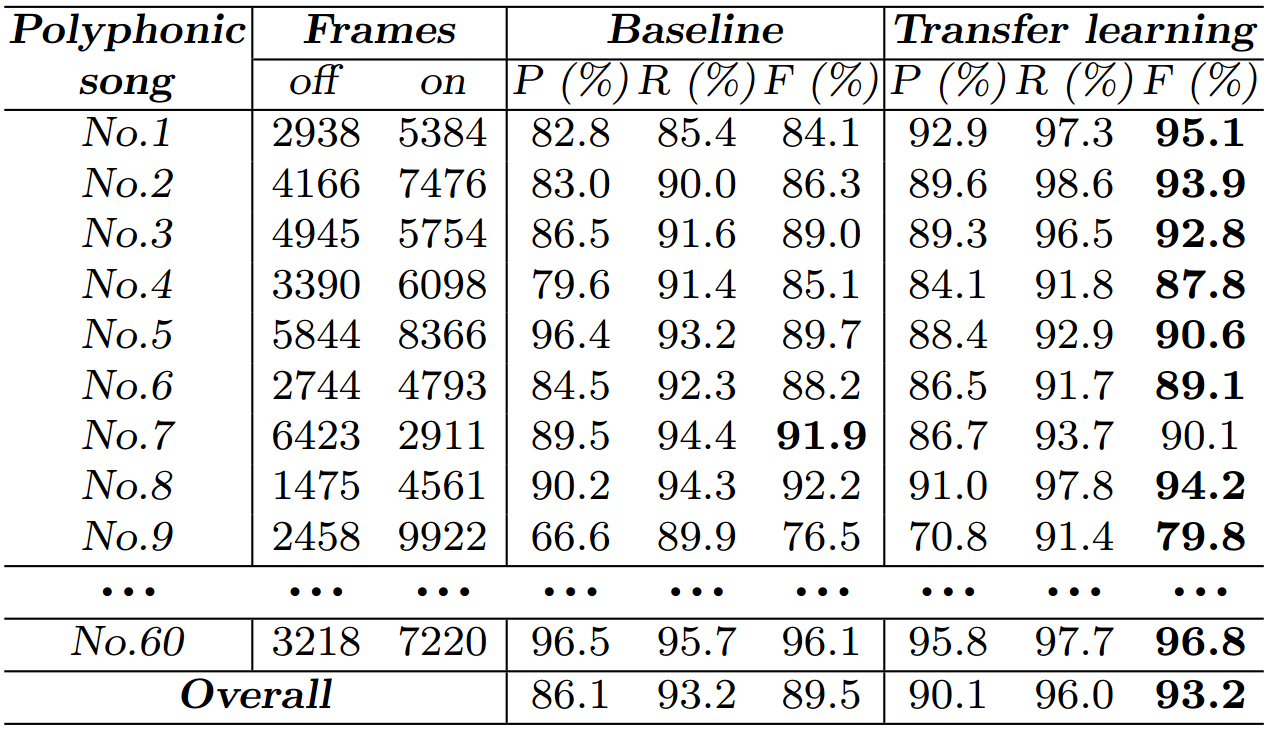 Polyphonic Frames Baseline Transfer learning
song off on P (%) R (%) F (%) P (%) R (%) F (%)
No.1 2938 5384 82.8 85.4 84.1 92.9 97.3 95.1
No.2 4166 7476 83.0 90.0 86.3 89.6 98.6 93.9
No.3 4945 5754 86.5 91.6 89.0 89.3 96.5 92.8
No.4 3390 6098 79.6 91.4 85.1 84.1 91.8 87.8
No.5 5844 8366 96.4 93.2 89.7 88.4 92.9 90.6
No.6 2744 4793 84.5 92.3 88.2 86.5 91.7 89.1
No.7 6423 2911 89.5 94.4 91.9 86.7 93.7 90.1
No.8 1475 4561 90.2 94.3 92.2 91.0 97.8 94.2
No.9 2458 9922 66.6 89.9 76.5 70.8 91.4 79.8
... ... ... ... ... ... ... ... ...
No.60 3218 7220 96.5 95.7 96.1 95.8 97.7 96.8
Overall 86.1 93.2 89.5 90.1 96.0 93.2